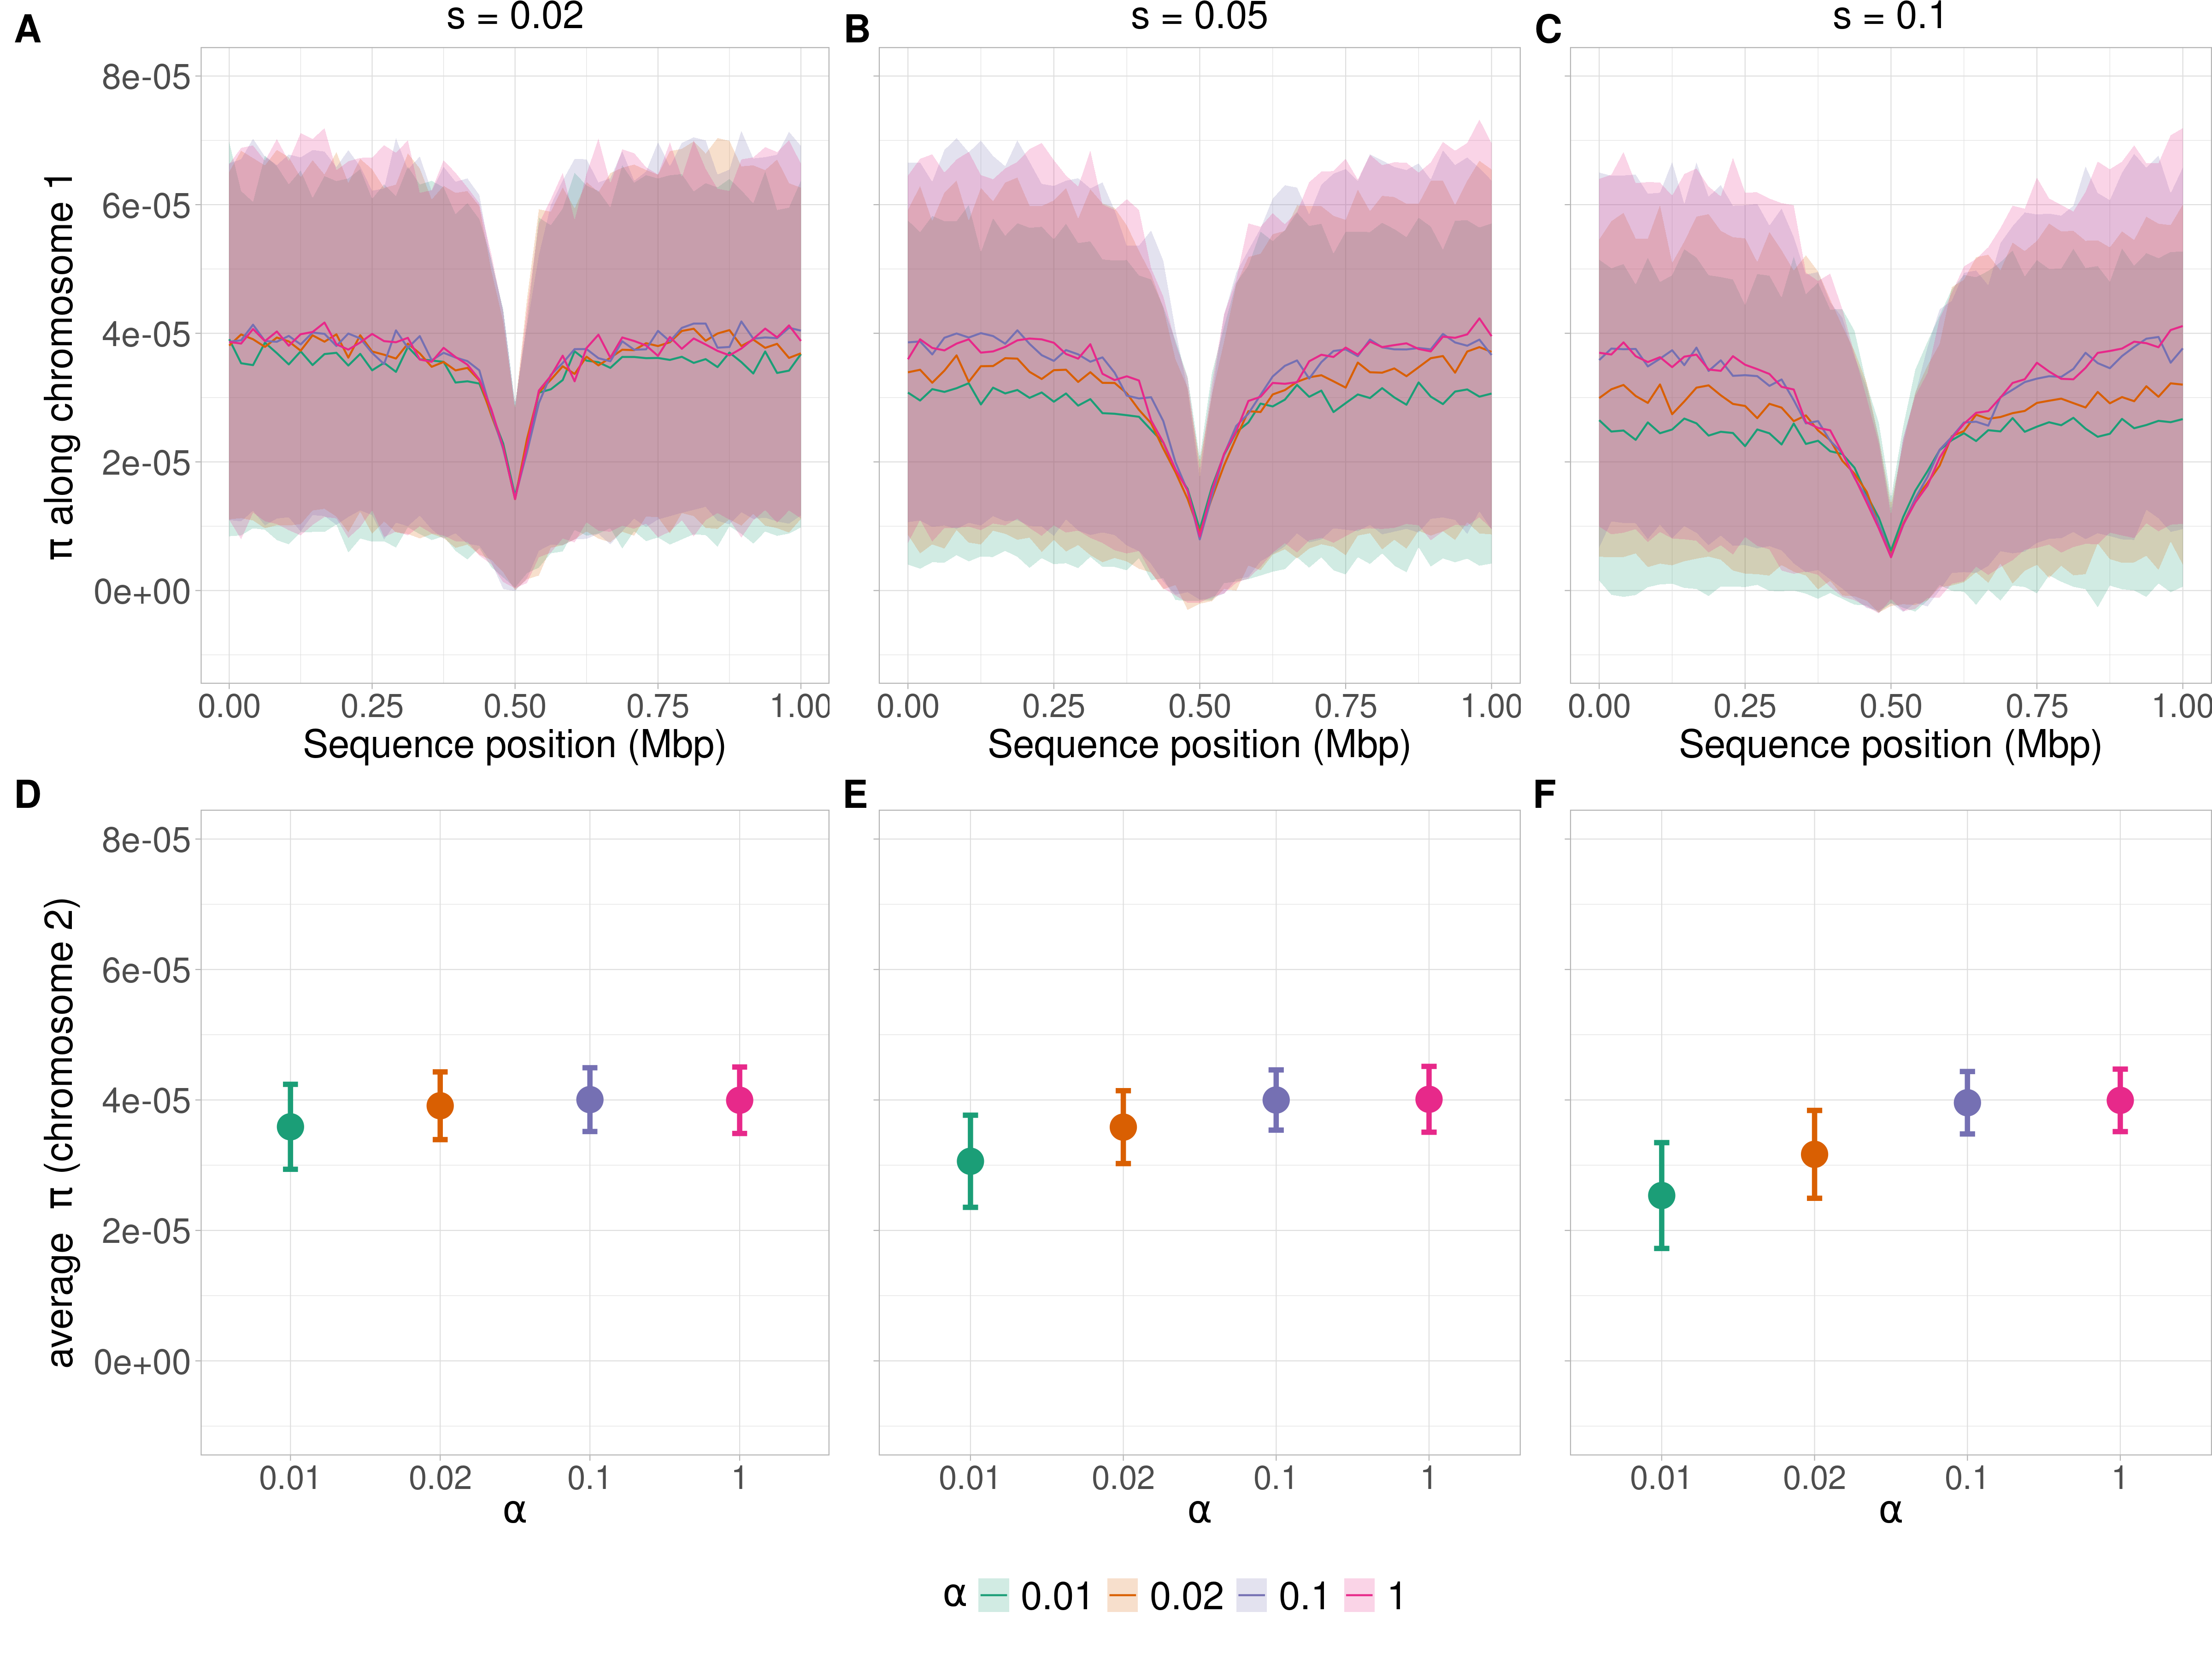 A s = 0.02 B s = 0.05 C s = 0.1
π along chromosome 1
8e-05
6e-05
4e-05
2e-05
0e+00
0.00 0.25 0.50 0.75 1.00 0.00 0.25 0.50 0.75 1.00 0.00 0.25 0.50 0.75 1.00
Sequence position (Mbp) Sequence position (Mbp) Sequence position (Mbp)
D E F
average π (chromosome 2)
8e-05
6e-05
4e-05
2e-05
0e+00
0.01 0.02 0.1 1 0.01 0.02 0.1 1 0.01 0.02 0.1 1
α α α
α 0.01 0.02 0.1 1